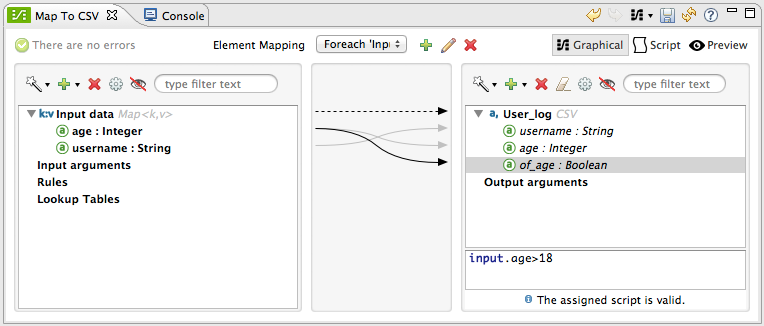 Map To CSV
Console
There are no errors
Element Mapping
Foreach 'Inpu
Graphical
Script
Preview
type filter text
type filter text
k:v Input data Map<k,v>
a age : Integer
a username : String
Input arguments
Rules
Lookup Tables
a, User_log CSV
a username : String
a age : Integer
a of_age : Boolean
Output arguments
input.age>18
The assigned script is valid.